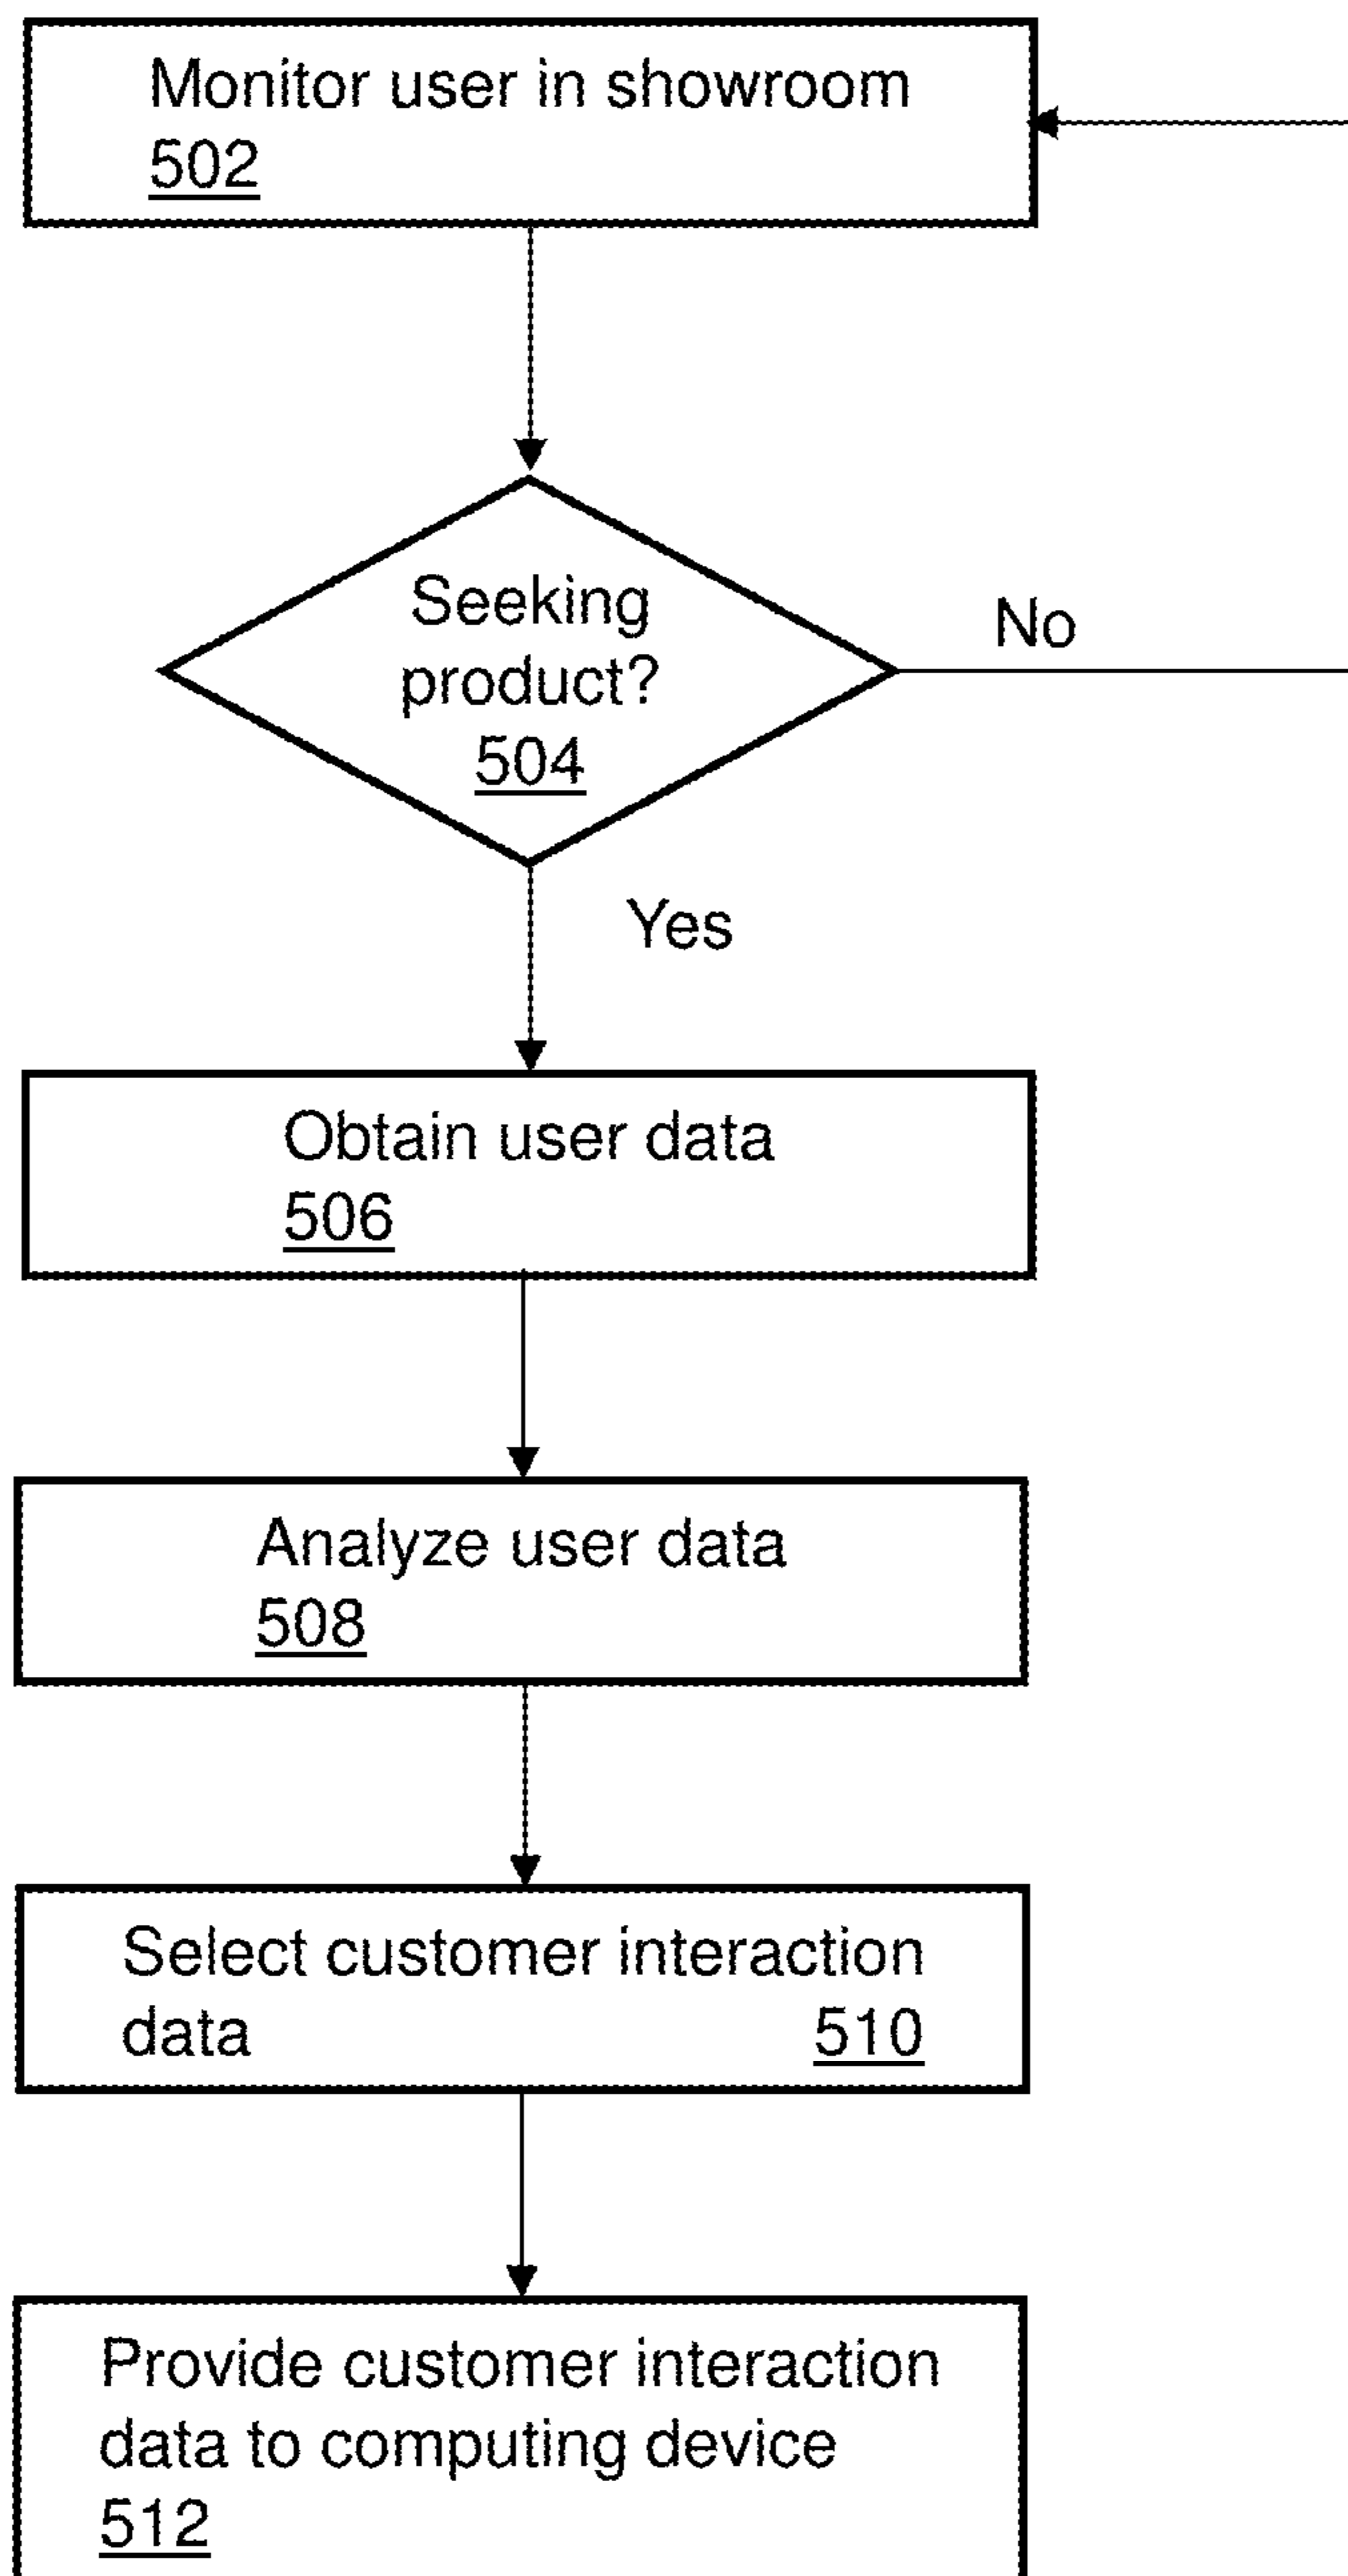 Monitor user in showroom
502
Seeking
product?
504
No
Yes
Obtain user data
506
Analyze user data
508
Select customer interaction
data 510
Provide customer interaction
data to computing device
512